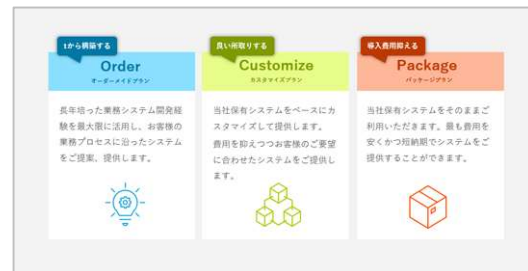 1から構築する
Order
オーダーメイドプラン
長年培った業務システム開発経
験を最大限に活用し、お客様の
業務プロセスに沿ったシステム
をご提案、提供します。
良い所取りする
Customize
カスタマイズプラン
当社保有システムをベースにカ
スタマイズして提供します。
費用を抑えつつお客様のご要望
に合わせたシステムをご提供し
ます。
導入費用抑える
Package
パッケージプラン
当社保有システムをそのままご
利用いただきます。最も費用を
安くかつ短納期でシステムをご
提供することができます。